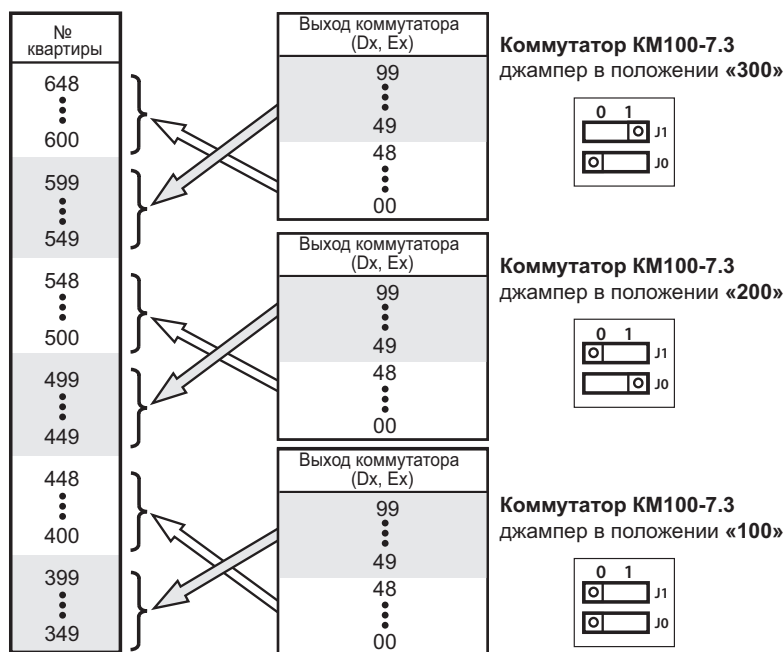 №
квартиры
648
600
599
549
548
500
499
449
448
400
399
349
Выход коммутатора
(Dx, Ex)
99
49
48
00
Коммутатор КМ100-7.3
джампер в положении «300»
0 1
J1
J0
Выход коммутатора
(Dx, Ex)
99
49
48
00
Коммутатор КМ100-7.3
джампер в положении «200»
0 1
J1
J0
Выход коммутатора
(Dx, Ex)
99
49
48
00
Коммутатор КМ100-7.3
джампер в положении «100»
0 1
J1
J0